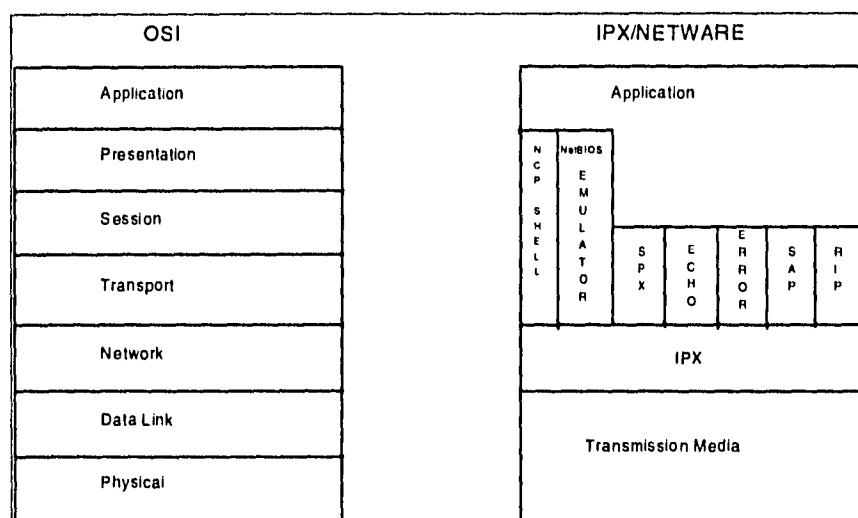 OSI
IPX/NETWARE
Application
Presentation
Session
Transport
Network
Data Link
Physical
Application
NCP SHELL
NetBIOS EMULATOR
SPX
ECHO
ERROR
SAP
RIP
IPX
Transmission Media